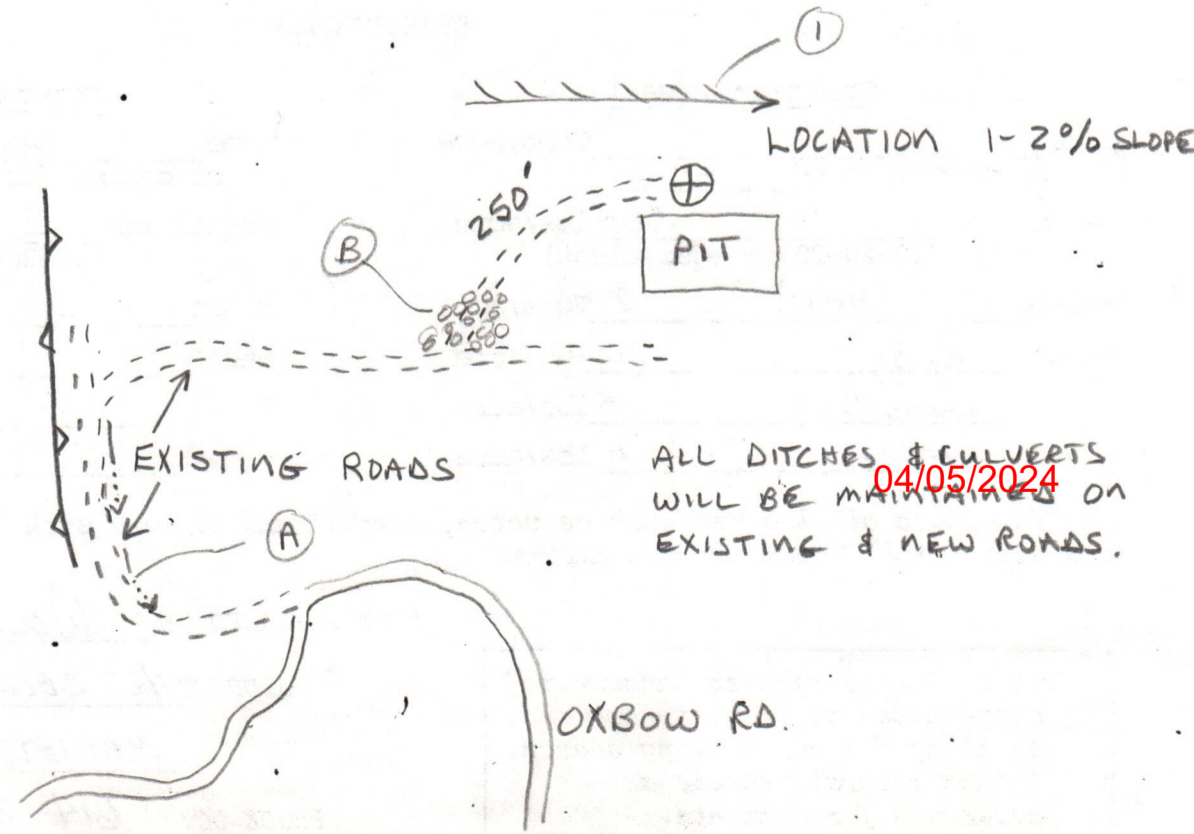 1
LOCATION 1-2% SLOPE
250'
B
PIT
EXISTING ROADS
ALL DITCHES & CULVERTS
04/05/2024
WILL BE MAINTAINED ON
EXISTING & NEW ROADS.
A
OXBOW RD.